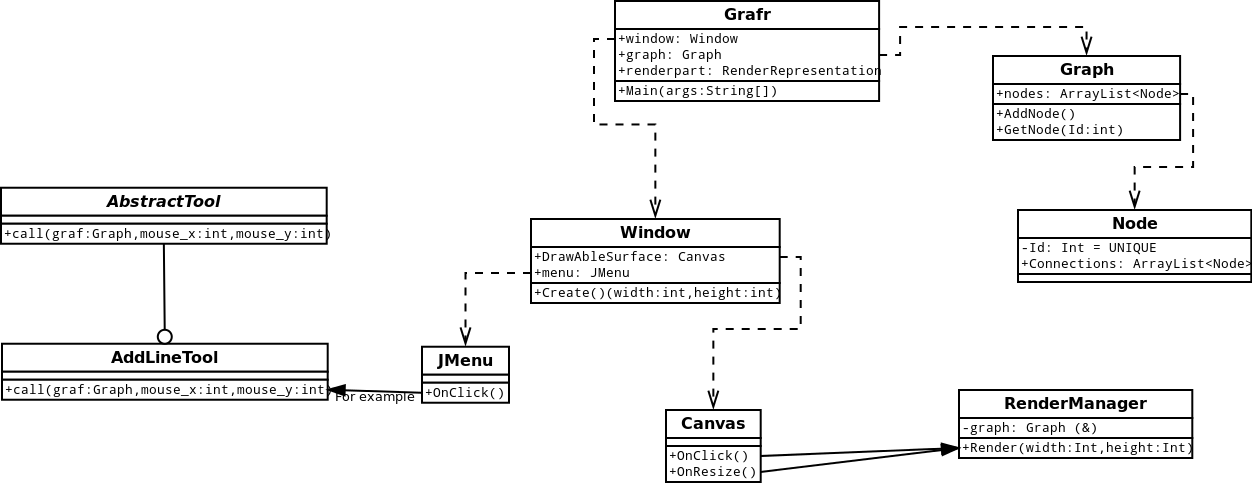 Grafr
+window: Window
+graph: Graph
+renderpart: RenderRepresentation
+Main(args:String[])
Graph
+nodes: ArrayList<Node>
+AddNode()
+GetNode(Id:int)
AbstractTool
+call(graf:Graph,mouse_x:int,mouse_y:int)
Window
+DrawAbleSurface: Canvas
+menu: JMenu
+Create()(width:int,height:int)
Node
-Id: Int = UNIQUE
+Connections: ArrayList<Node>
AddLineTool
+call(graf:Graph,mouse_x:int,mouse_y:int)
For example
JMenu
+OnClick()
Canvas
+OnClick()
+OnResize()
RenderManager
-graph: Graph (&)
+Render(width:Int,height:Int)